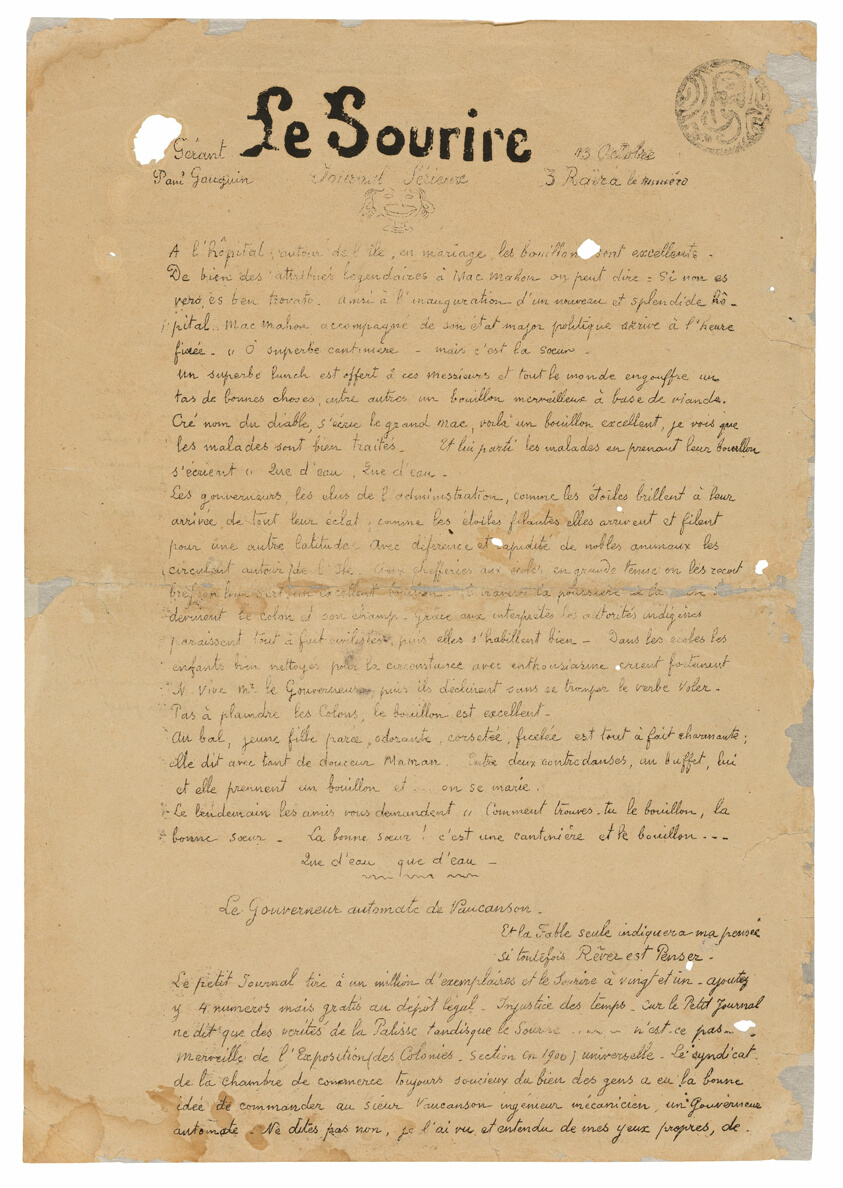 Le Sourire
Gérant
13 Octobre
Paul Gauguin
Journal Sérieux
3 Raïra le numéro
A l'hôpital, autour de l'île, en mariage, les bouillons sont excellents.
De bien des attributs légendaires à Mac Mahon on peut dire = Si non es
vero, es ben trovato. Ainsi à l'inauguration d'un nouveau et splendide hô-
pital. Mac Mahon accompagné de son état major politique arrive à l'heure
fixée - " O superbe cantinière - mais c'est la sœur -
Un superbe lunch est offert à ces messieurs et tout le monde engouffre un
tas de bonnes choses, entre autres un bouillon merveilleux à base de viande.
Cré nom du diable, s'écrie le grand Mac, voilà un bouillon excellent, je vois que
les malades sont bien traités - Et lui parti les malades en prenant leur bouillon
s'écrient " Que d'eau, Que d'eau -
Les gouverneurs, les élus de l'administration, comme les étoiles brillent à leur
arrivée, de tout leur éclat; comme les étoiles filantes elles arrivent et filent
pour une autre latitude. Avec déférence et rapidité de nobles animaux les
circulent autour de l'île. aux chefferies aux écoles, en grande tenue on les reçoit
bref on leur sert un excellent bouillon. la poussière de la
devinent le colon et son champ. Grâce aux interprètes les autorités indigènes
paraissent tout à fait civilisées, puis elles s'habillent bien - Dans les écoles les
enfants bien nettoyés pour la circonstance avec enthousiasme crient fortement
" Vive Mr. le Gouverneur puis ils déclinent sans se tromper le verbe Voler -
Pas à plaindre les Colons, le bouillon est excellent -
Au bal, jeune fille parée, odorante, corsetée, ficelée est tout à fait charmante;
elle dit avec tant de douceur Maman. Entre deux contredanses, au buffet, lui
et elle prennent un bouillon et ... on se marie.
Le lendemain les amis vous demandent " Comment trouves-tu le bouillon, la
bonne sœur - La bonne sœur! c'est une cantinière et le bouillon ---
Que d'eau que d'eau -
Le Gouverneur automate de Vaucanson -
Et la Fable seule indiquera ma pensée
Si toutefois Rêver est Penser -
Le petit Journal tire à un million d'exemplaires et le Sourire à vingt et un - ajoutez
y 4 numeros mais gratis au dépôt légal - Injustice des temps - Car le Petit Journal
ne dit que des verités de la Palisse tandisque le Sourire ---- n'est-ce pas-
Merveille de l'Exposition (des Colonies - Section en 1900) universelle - Le syndicat
de la chambre de commerce toujours soucieux du bien des gens a eu la bonne
idée de commander au sieur Vaucanson ingénieur mécanicien, un Gouverneur
automate - Ne dites pas non, je l'ai vu et entendu de mes yeux propres, de -